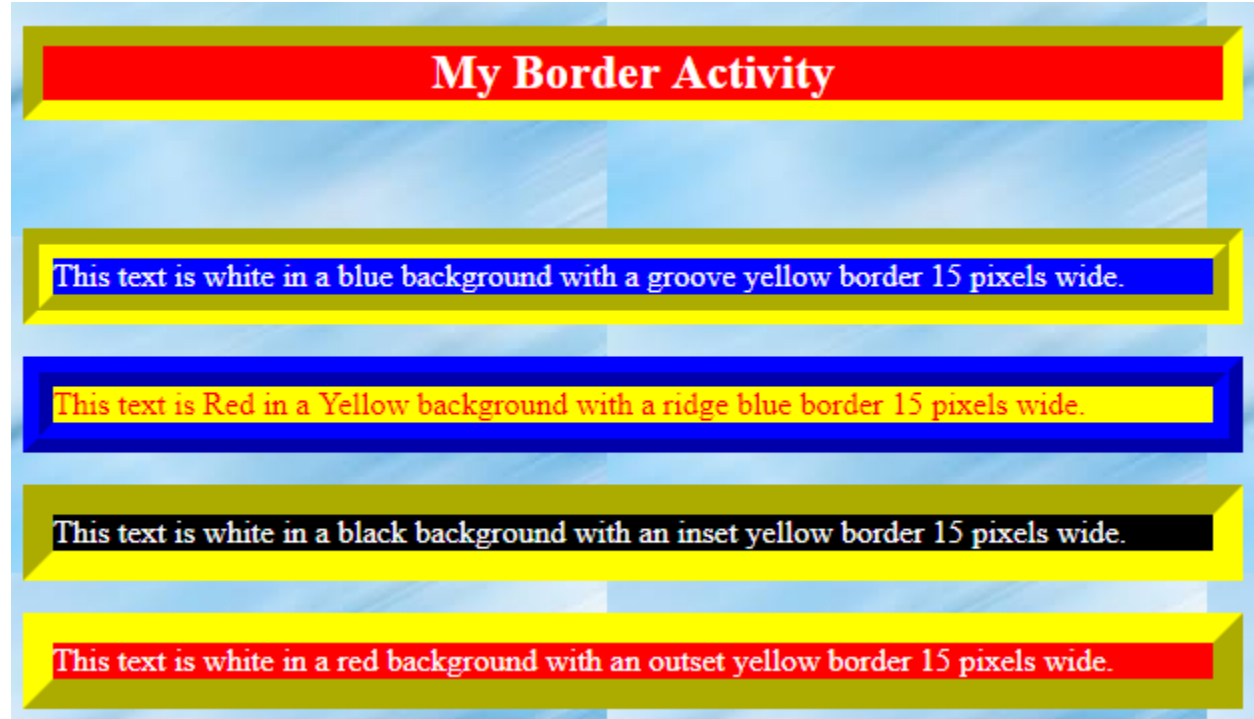 My Border Activity
This text is white in a blue background with a groove yellow border 15 pixels wide.
This text is Red in a Yellow background with a ridge blue border 15 pixels wide.
This text is white in a black background with an inset yellow border 15 pixels wide.
This text is white in a red background with an outset yellow border 15 pixels wide.